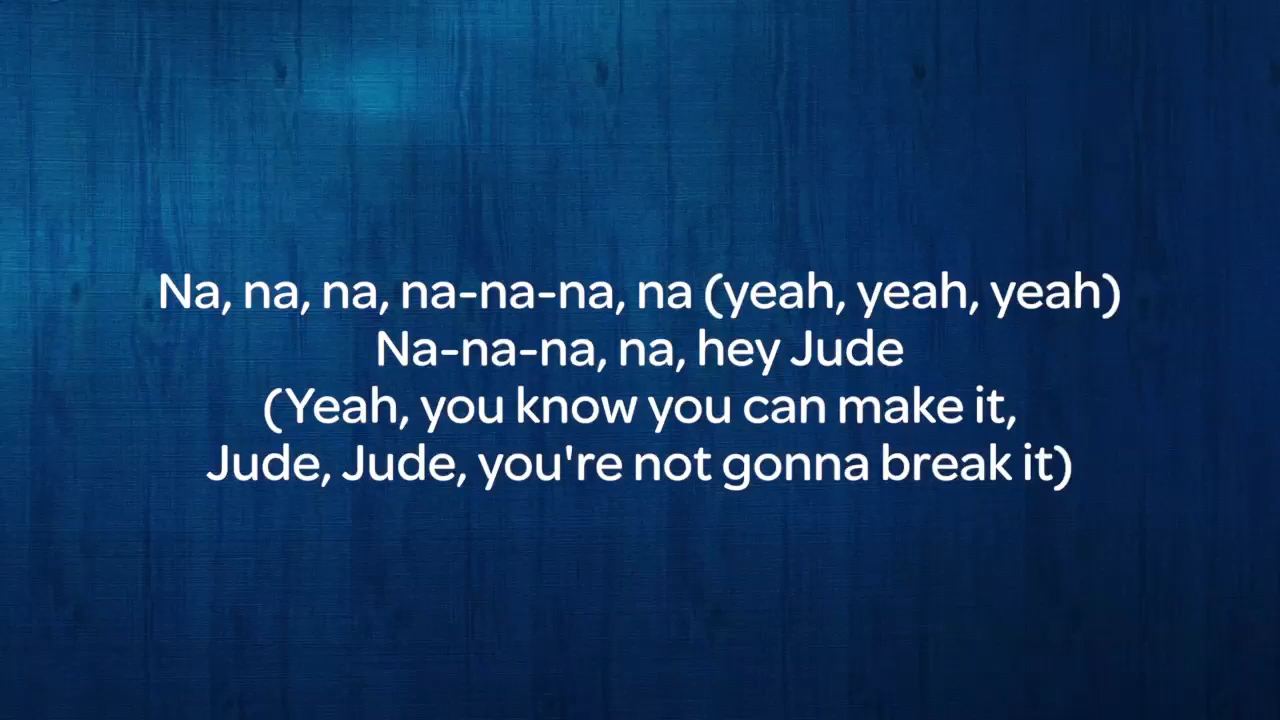 Na, na, na, na-na-na, na (yeah, yeah, yeah)
Na-na-na, na, hey Jude
(Yeah, you know you can make it,
Jude, Jude, you're not gonna break it)